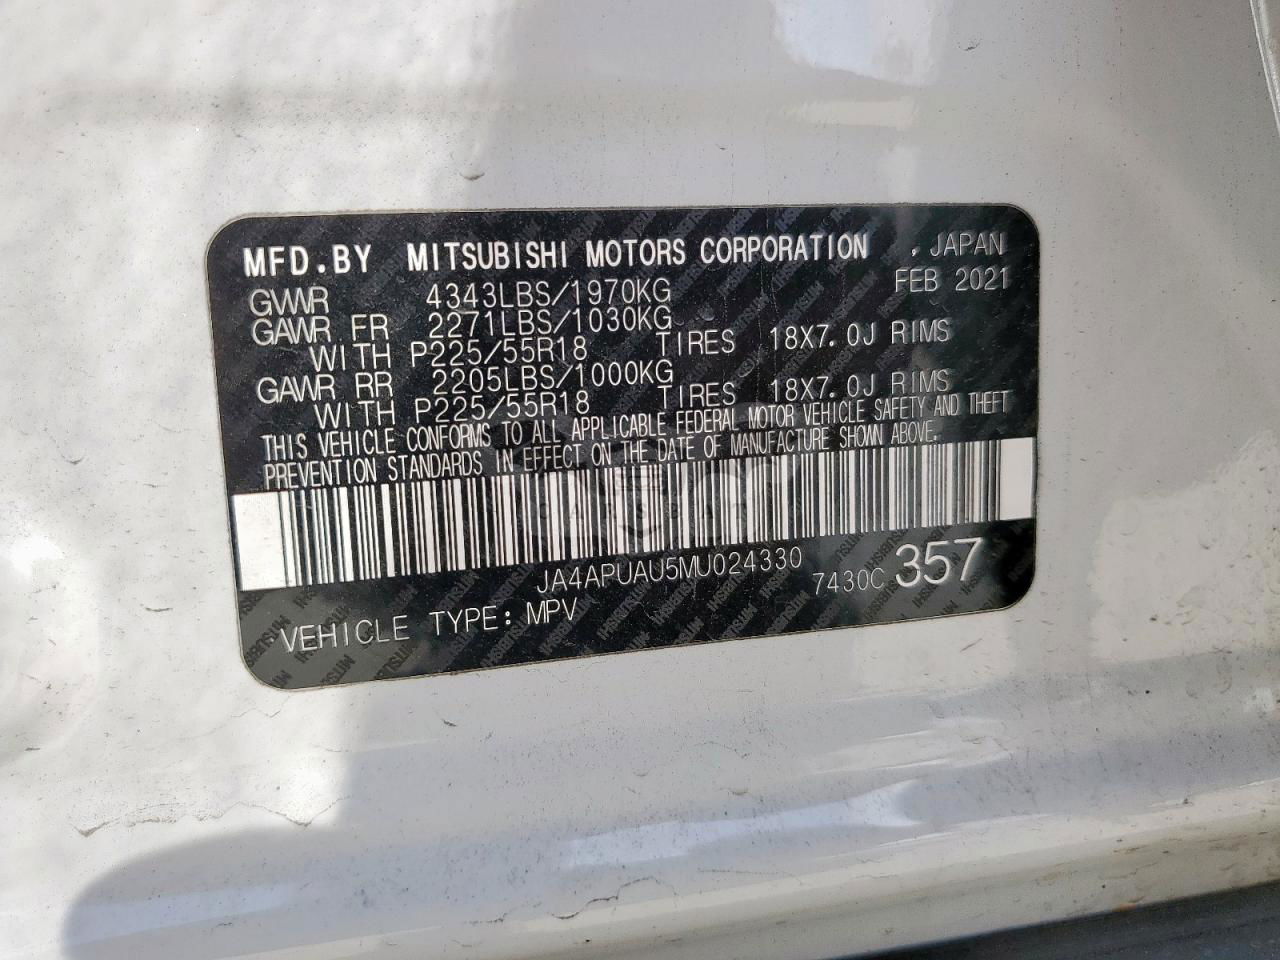 MFD.BY MITSUBISHI MOTORS CORPORATION , JAPAN
FEB 2021
GVWR 4343LBS/1970KG
GAWR FR 2271LBS/1030KG
WITH P225/55R18 TIRES 18X7.0J RIMS
GAWR RR 2205LBS/1000KG
WITH P225/55R18 TIRES 18X7.0J RIMS
THIS VEHICLE CONFORMS TO ALL APPLICABLE FEDERAL MOTOR VEHICLE SAFETY AND THEFT
PREVENTION STANDARDS IN EFFECT ON THE DATE OF MANUFACTURE SHOWN ABOVE.
JA4APUAU5MU024330
7430C 357
VEHICLE TYPE: MPV